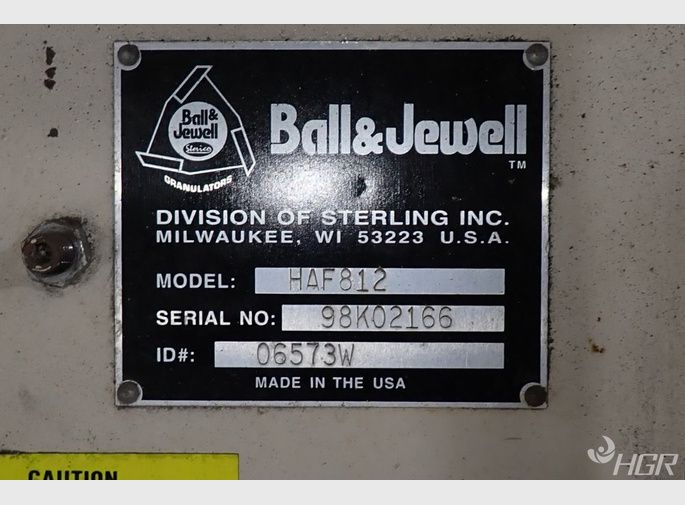 Ball&
Jewell
Sterlco
GRANULATORS
Ball&Jewell
TM
DIVISION OF STERLING INC.
MILWAUKEE, WI 53223 U.S.A.
MODEL: HAF812
SERIAL NO: 98K02166
ID#: 06573W
MADE IN THE USA
CAUTION
HGR